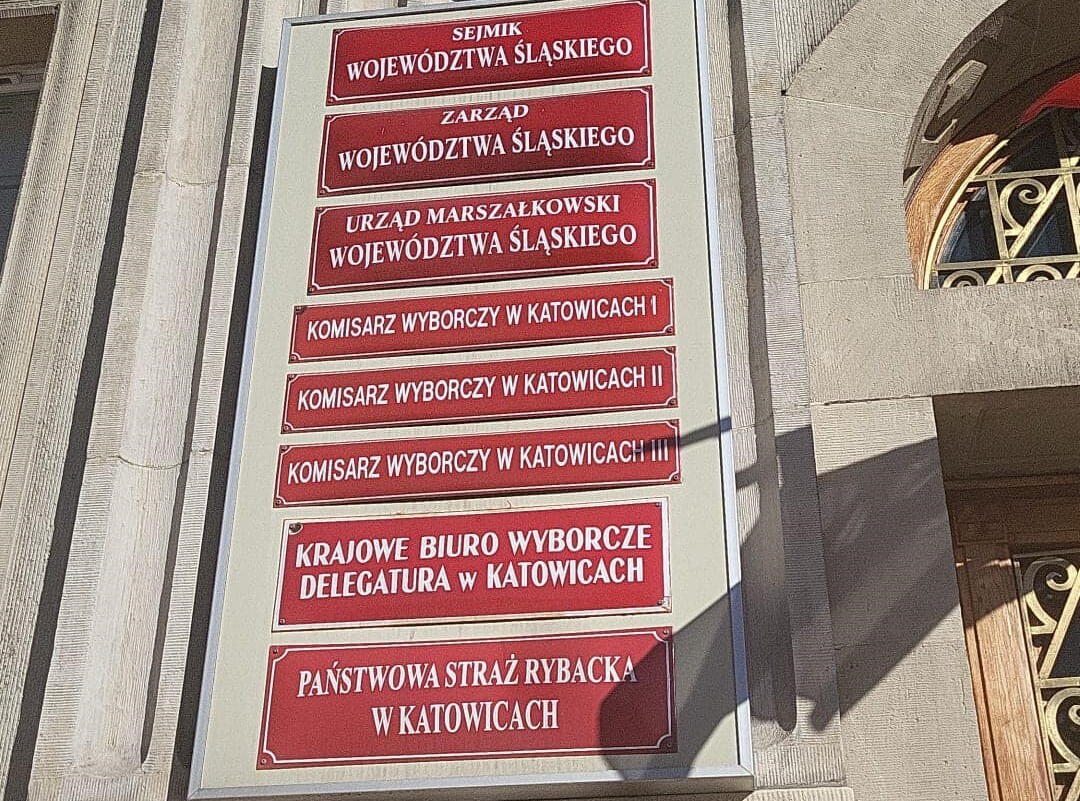 SEJMIK
WOJEWÓDZTWA ŚLĄSKIEGO
ZARZĄD
WOJEWÓDZTWA ŚLĄSKIEGO
URZĄD MARSZAŁKOWSKI
WOJEWÓDZTWA ŚLĄSKIEGO
KOMISARZ WYBORCZY W KATOWICACH I
KOMISARZ WYBORCZY W KATOWICACH II
KOMISARZ WYBORCZY W KATOWICACH III
KRAJOWE BIURO WYBORCZE
DELEGATURA w KATOWICACH
PAŃSTWOWA STRAŻ RYBACKA
W KATOWICACH